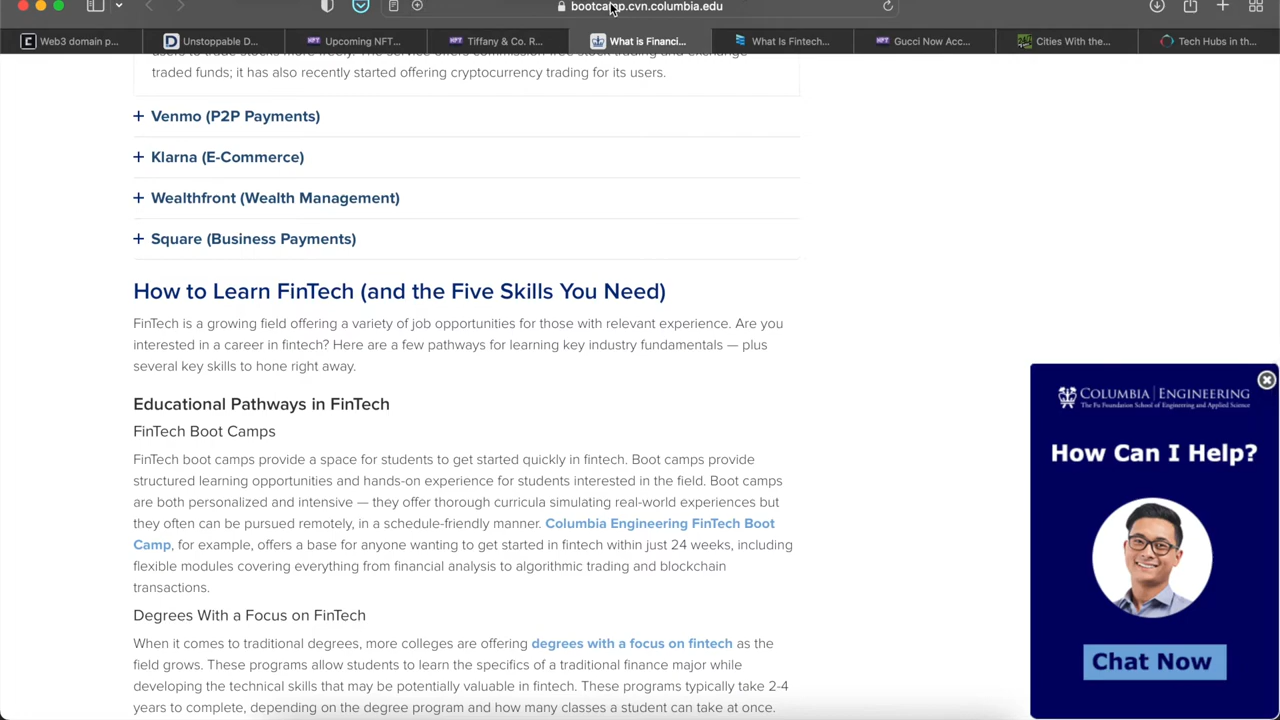 bootcamp.cvn.columbia.edu
Web3 domain p...
Unstoppable D...
Upcoming NFT...
Tiffany & Co. R...
What is Financi...
What Is Fintech...
Gucci Now Acc...
Cities With the...
Tech Hubs in th...
users to trade stocks more freely. The service offers commission-free stock trading and exchange
traded funds; it has also recently started offering cryptocurrency trading for its users.
+ Venmo (P2P Payments)
+ Klarna (E-Commerce)
+ Wealthfront (Wealth Management)
+ Square (Business Payments)
How to Learn FinTech (and the Five Skills You Need)
FinTech is a growing field offering a variety of job opportunities for those with relevant experience. Are you
interested in a career in fintech? Here are a few pathways for learning key industry fundamentals — plus
several key skills to hone right away.
Educational Pathways in FinTech
FinTech Boot Camps
FinTech boot camps provide a space for students to get started quickly in fintech. Boot camps provide
structured learning opportunities and hands-on experience for students interested in the field. Boot camps
are both personalized and intensive — they offer thorough curricula simulating real-world experiences but
they often can be pursued remotely, in a schedule-friendly manner. Columbia Engineering FinTech Boot
Camp, for example, offers a base for anyone wanting to get started in fintech within just 24 weeks, including
flexible modules covering everything from financial analysis to algorithmic trading and blockchain
transactions.
Degrees With a Focus on FinTech
When it comes to traditional degrees, more colleges are offering degrees with a focus on fintech as the
field grows. These programs allow students to learn the specifics of a traditional finance major while
developing the technical skills that may be potentially valuable in fintech. These programs typically take 2-4
years to complete, depending on the degree program and how many classes a student can take at once.
COLUMBIA | ENGINEERING
The Fu Foundation School of Engineering and Applied Science
How Can I Help?
Chat Now